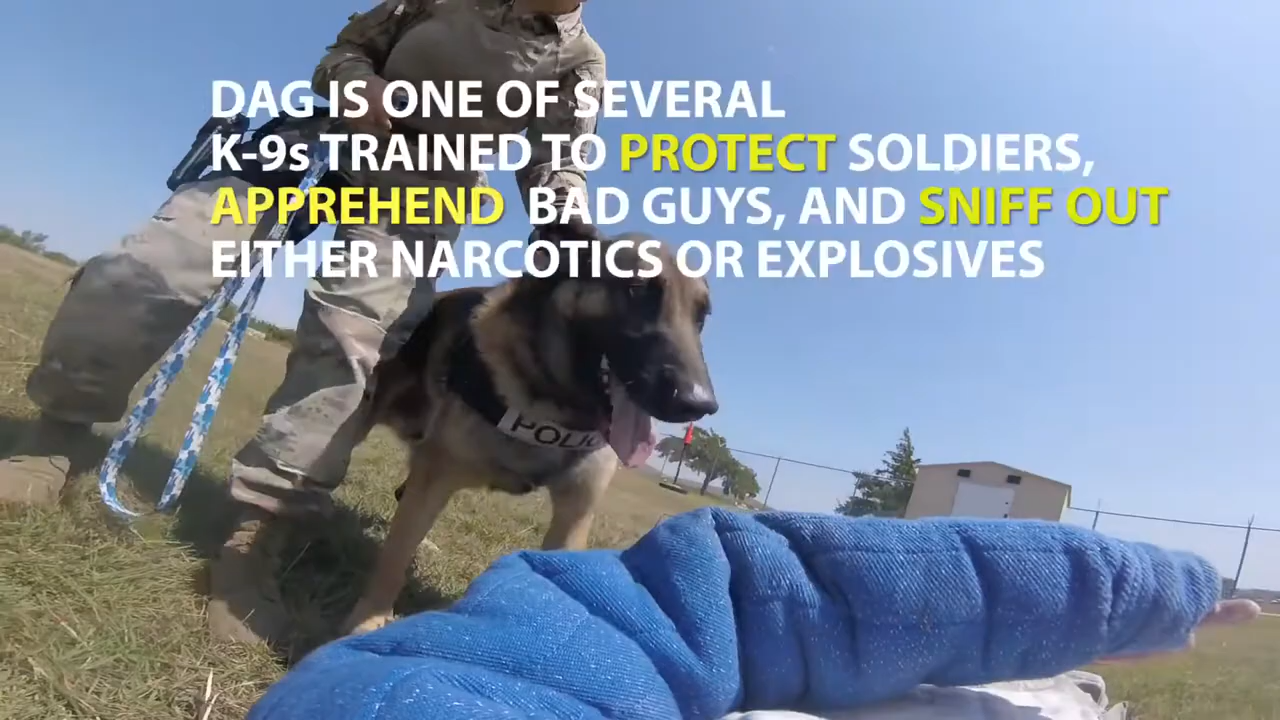 DAG IS ONE OF SEVERAL
K-9s TRAINED TO PROTECT SOLDIERS,
APPREHEND BAD GUYS, AND SNIFF OUT
EITHER NARCOTICS OR EXPLOSIVES
POLIC